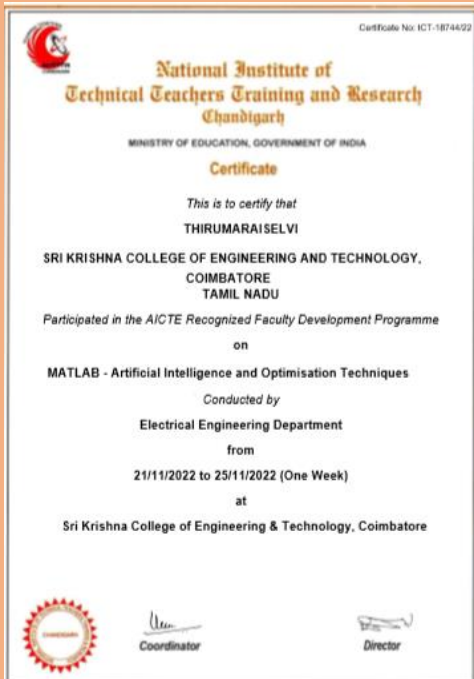 Certificate No: ICT-18744/22
National Institute of
Technical Teachers Training and Research
Chandigarh
MINISTRY OF EDUCATION, GOVERNMENT OF INDIA
Certificate
This is to certify that
THIRUMARAISELVI
SRI KRISHNA COLLEGE OF ENGINEERING AND TECHNOLOGY,
COIMBATORE
TAMIL NADU
Participated in the AICTE Recognized Faculty Development Programme
on
MATLAB - Artificial Intelligence and Optimisation Techniques
Conducted by
Electrical Engineering Department
from
21/11/2022 to 25/11/2022 (One Week)
at
Sri Krishna College of Engineering & Technology, Coimbatore
CHANDIGARH
Coordinator
Director